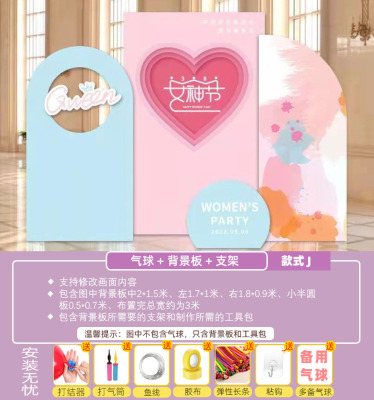 Queen
女神节
WOMEN'S
PARTY
气球+背景板+支架
款式J
支持修改画面内容
包含图中背景板中2*1.5米、左1.7*1米、右1.8*0.9米、小半圆
板0.5*0.7米、布置完总宽约为3米
包含背景板所需要的支架和制作所需的工具包
温馨提示:图中不包含气球,只含背景板和工具包
安装无忧
送 送 送 送 送 送 送
备用
气球
打结器 打气筒 鱼线 胶布 弹性长条 粘钩 多备气球